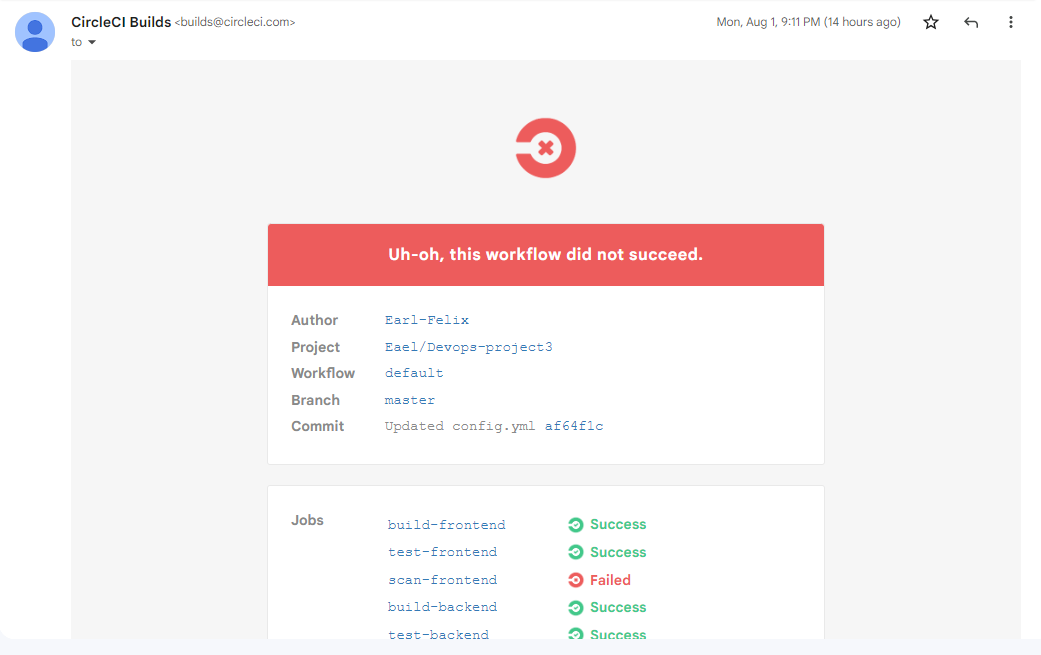 CircleCI Builds <builds@circleci.com>
Mon, Aug 1, 9:11 PM (14 hours ago)
to
Uh-oh, this workflow did not succeed.
Author Earl-Felix
Project Eael/Devops-project3
Workflow default
Branch master
Commit Updated config.yml af64f1c
Jobs
build-frontend Success
test-frontend Success
scan-frontend Failed
build-backend Success
test-backend Success